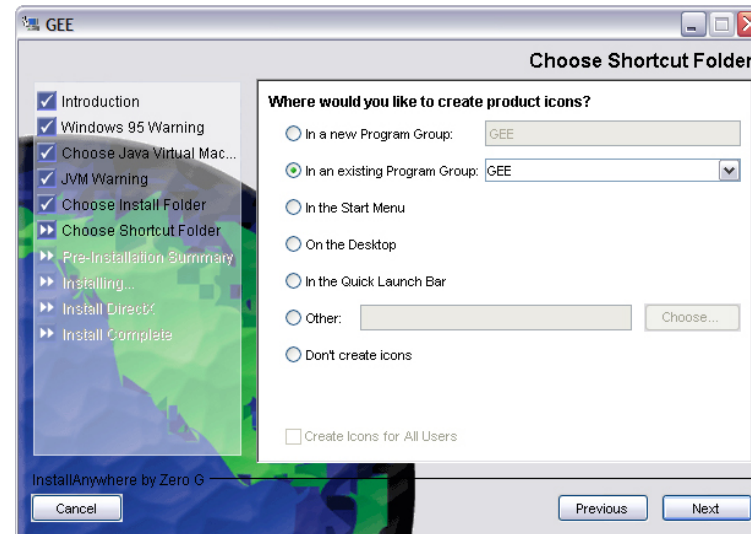 GEE
Choose Shortcut Folder
Introduction
Windows 95 Warning
Choose Java Virtual Mac...
JVM Warning
Choose Install Folder
Choose Shortcut Folder
Pre-Installation Summary
Installing...
Install DirectX
Install Complete
Where would you like to create product icons?
In a new Program Group: GEE
In an existing Program Group: GEE
In the Start Menu
On the Desktop
In the Quick Launch Bar
Other: Choose...
Don't create icons
Create Icons for All Users
InstallAnywhere by Zero G
Cancel Previous Next